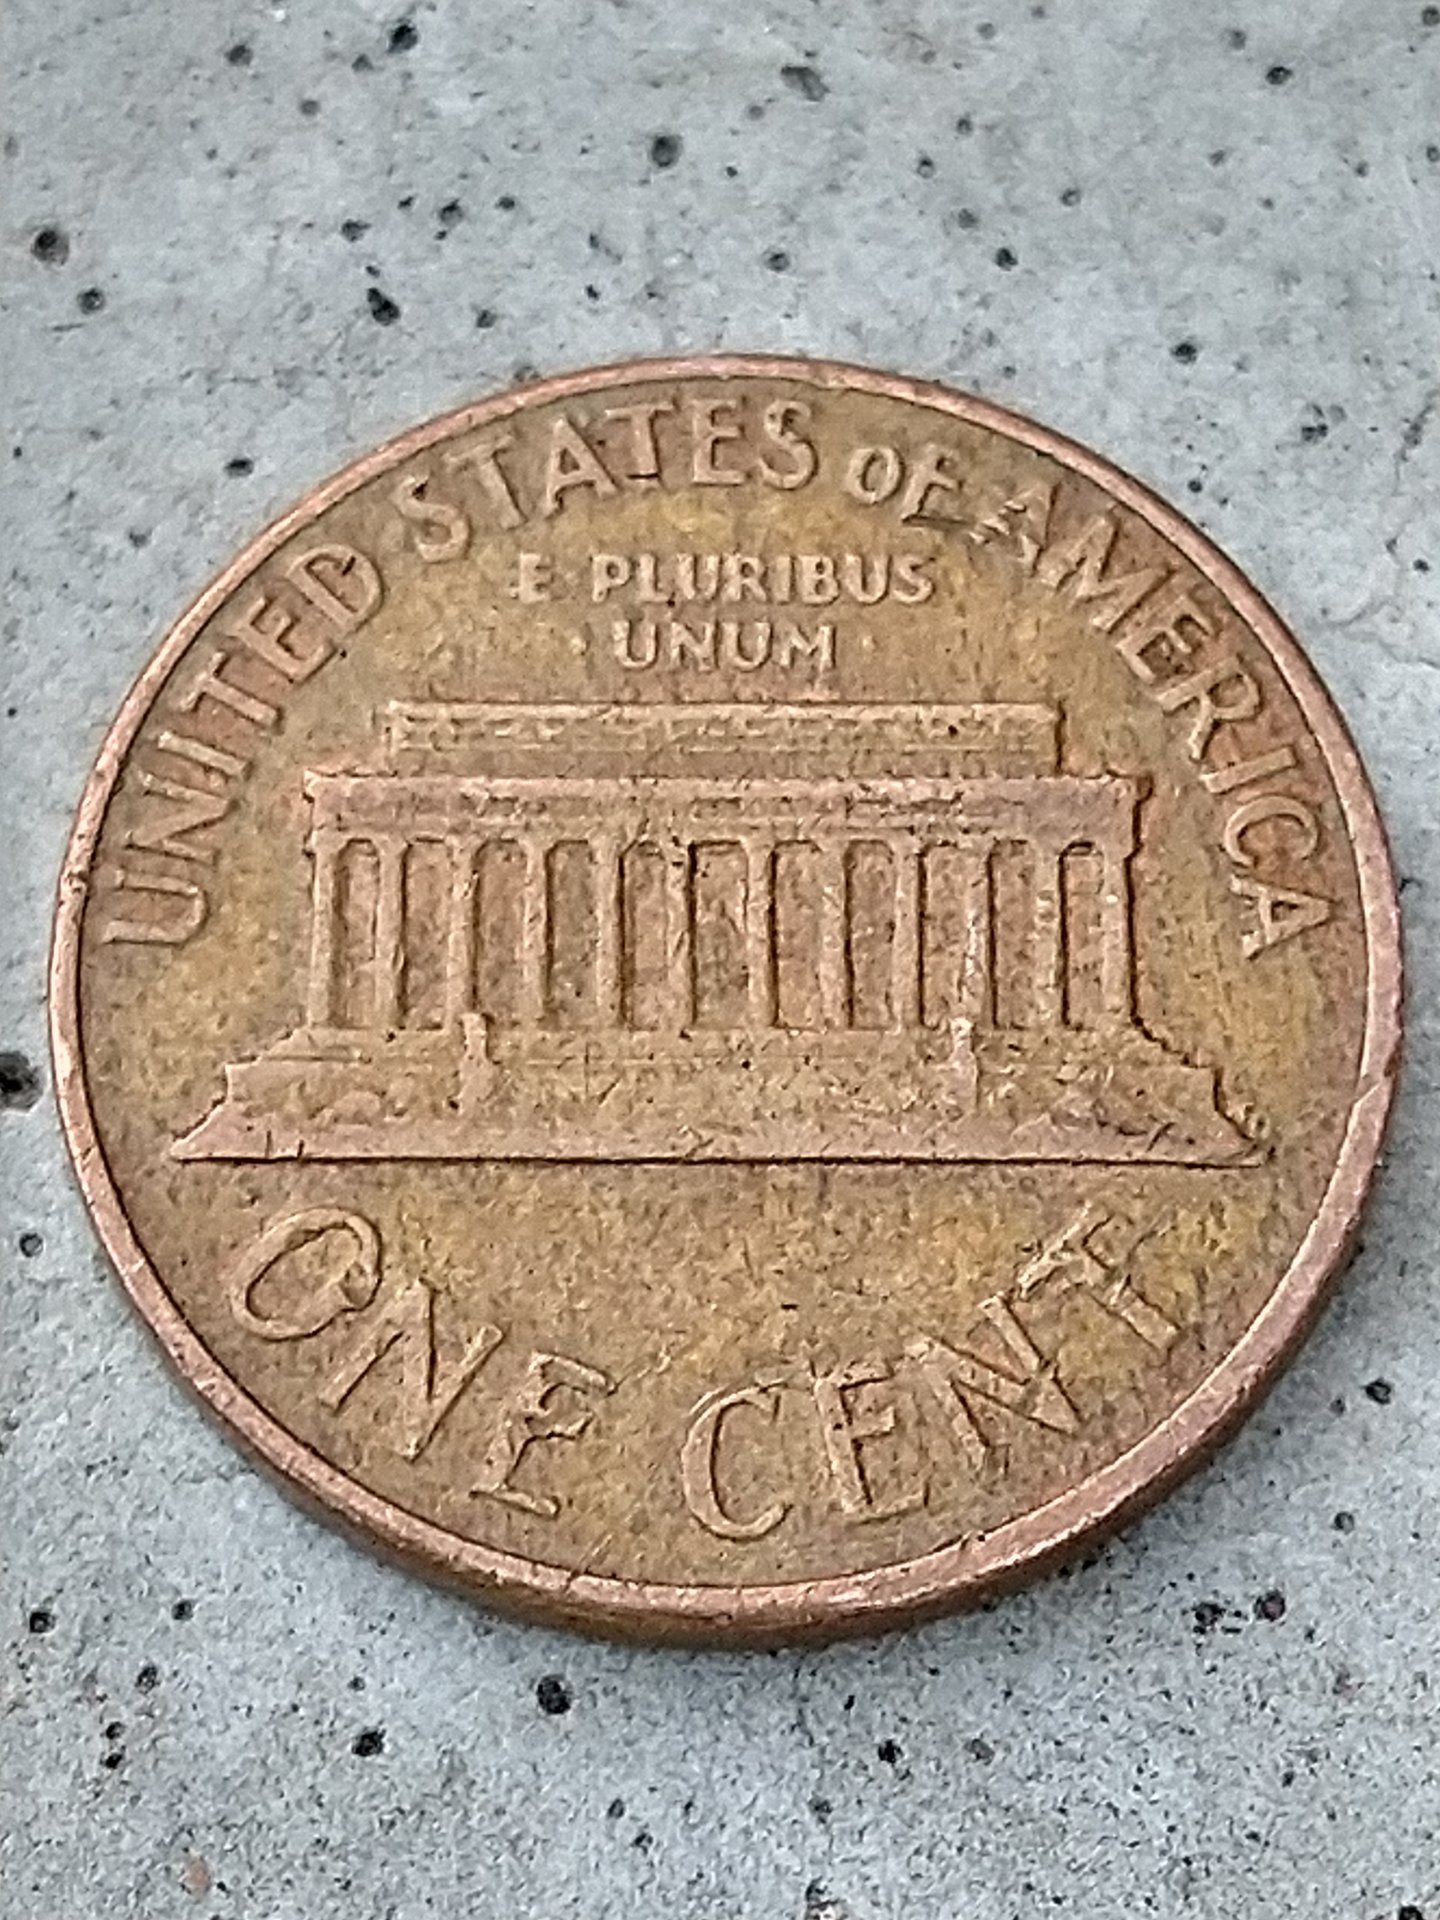 UNITED STATES OF AMERICA
E PLURIBUS
· UNUM ·
ONE CENT